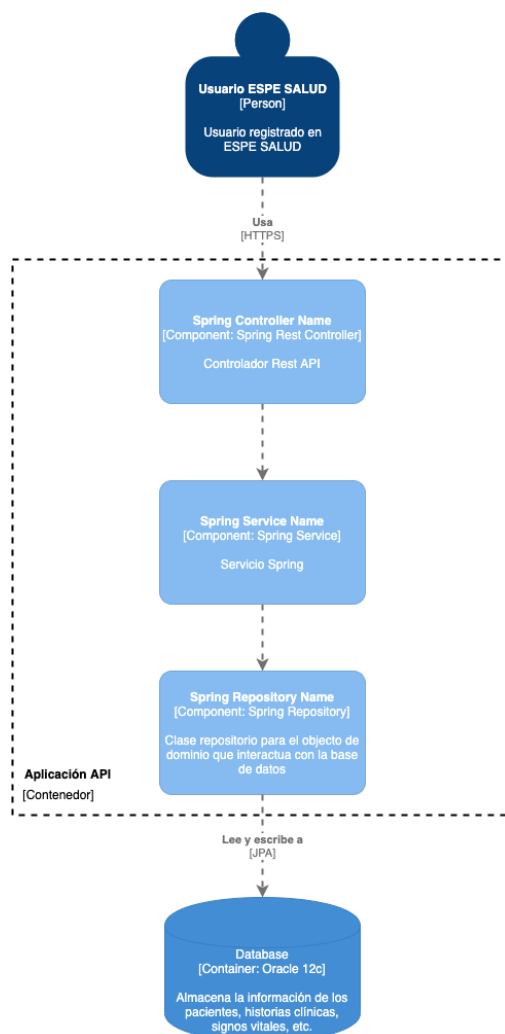 Usuario ESPE SALUD
[Person]
Usuario registrado en
ESPE SALUD
Usa
[HTTPS]
Spring Controller Name
[Component: Spring Rest Controller]
Controlador Rest API
Spring Service Name
[Component: Spring Service]
Servicio Spring
Spring Repository Name
[Component: Spring Repository]
Clase repositorio para el objecto de
dominio que interactua con la base
de datos
Aplicación API
[Contenedor]
Lee y escribe a
[JPA]
Database
[Container: Oracle 12c]
Almacena la información de los
pacientes, historias clínicas,
signos vitales, etc.